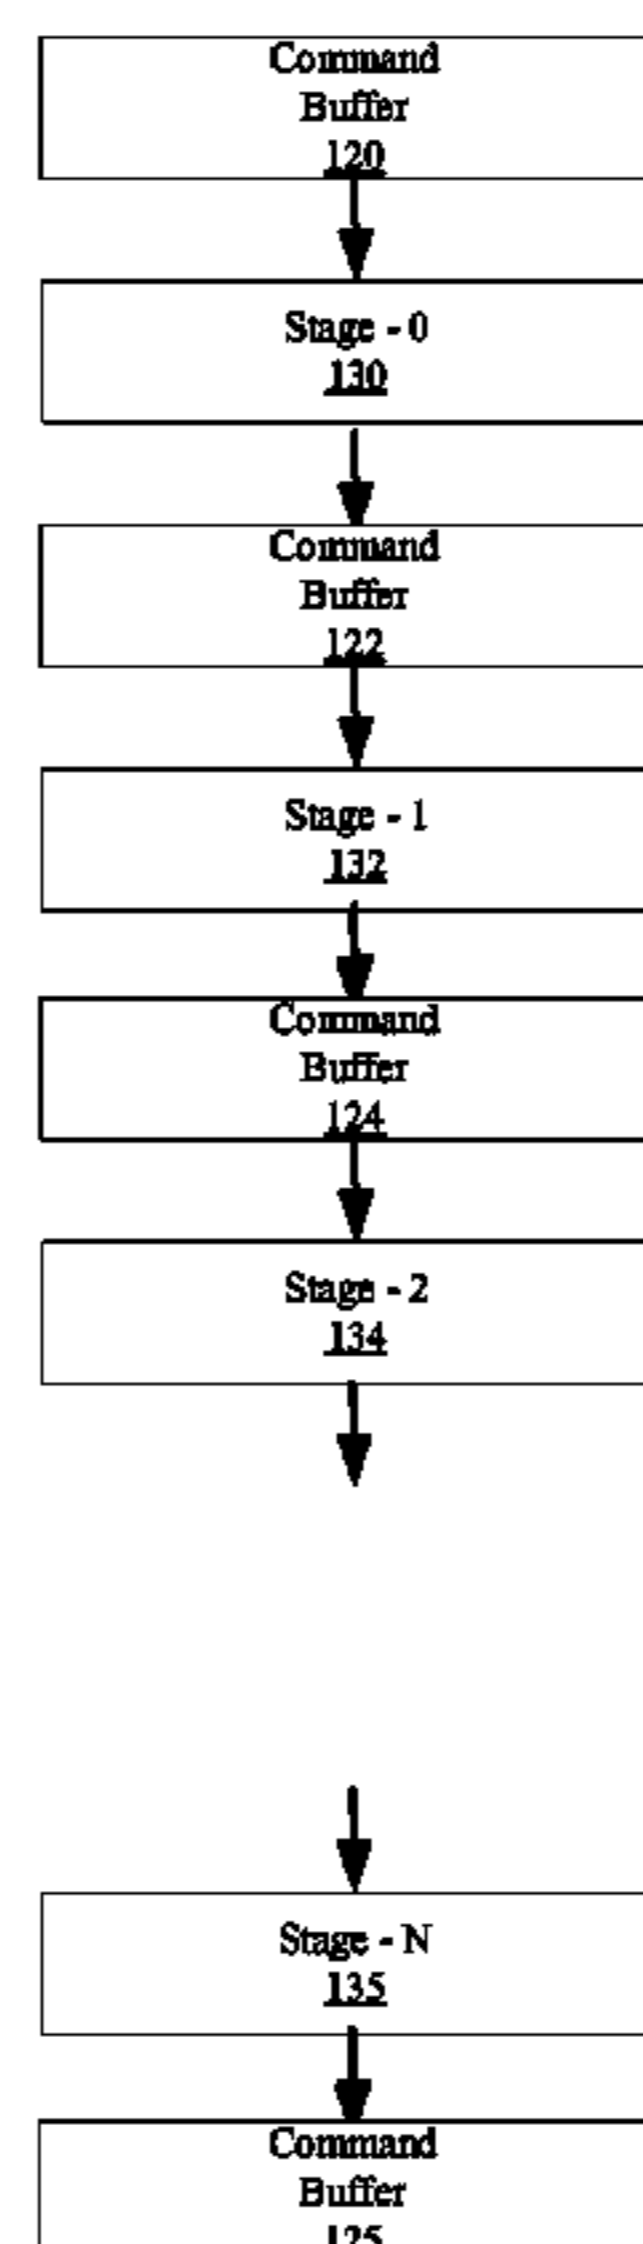 Command
Buffer
120
Stage - 0
130
Command
Buffer
122
Stage - 1
132
Command
Buffer
124
Stage - 2
134
Stage - N
135
Command
Buffer
125